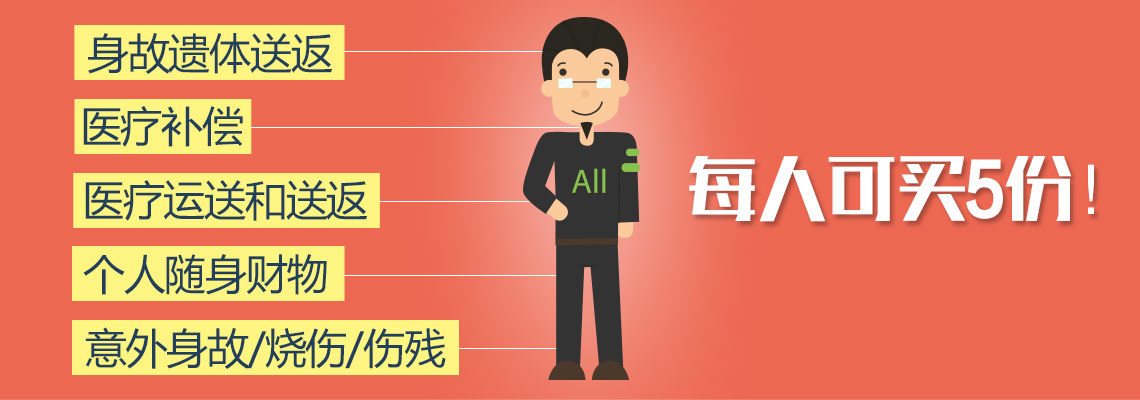 身故遗体送返
医疗补偿
医疗运送和送返
个人随身财物
意外身故/烧伤/伤残
All
每人可买5份!